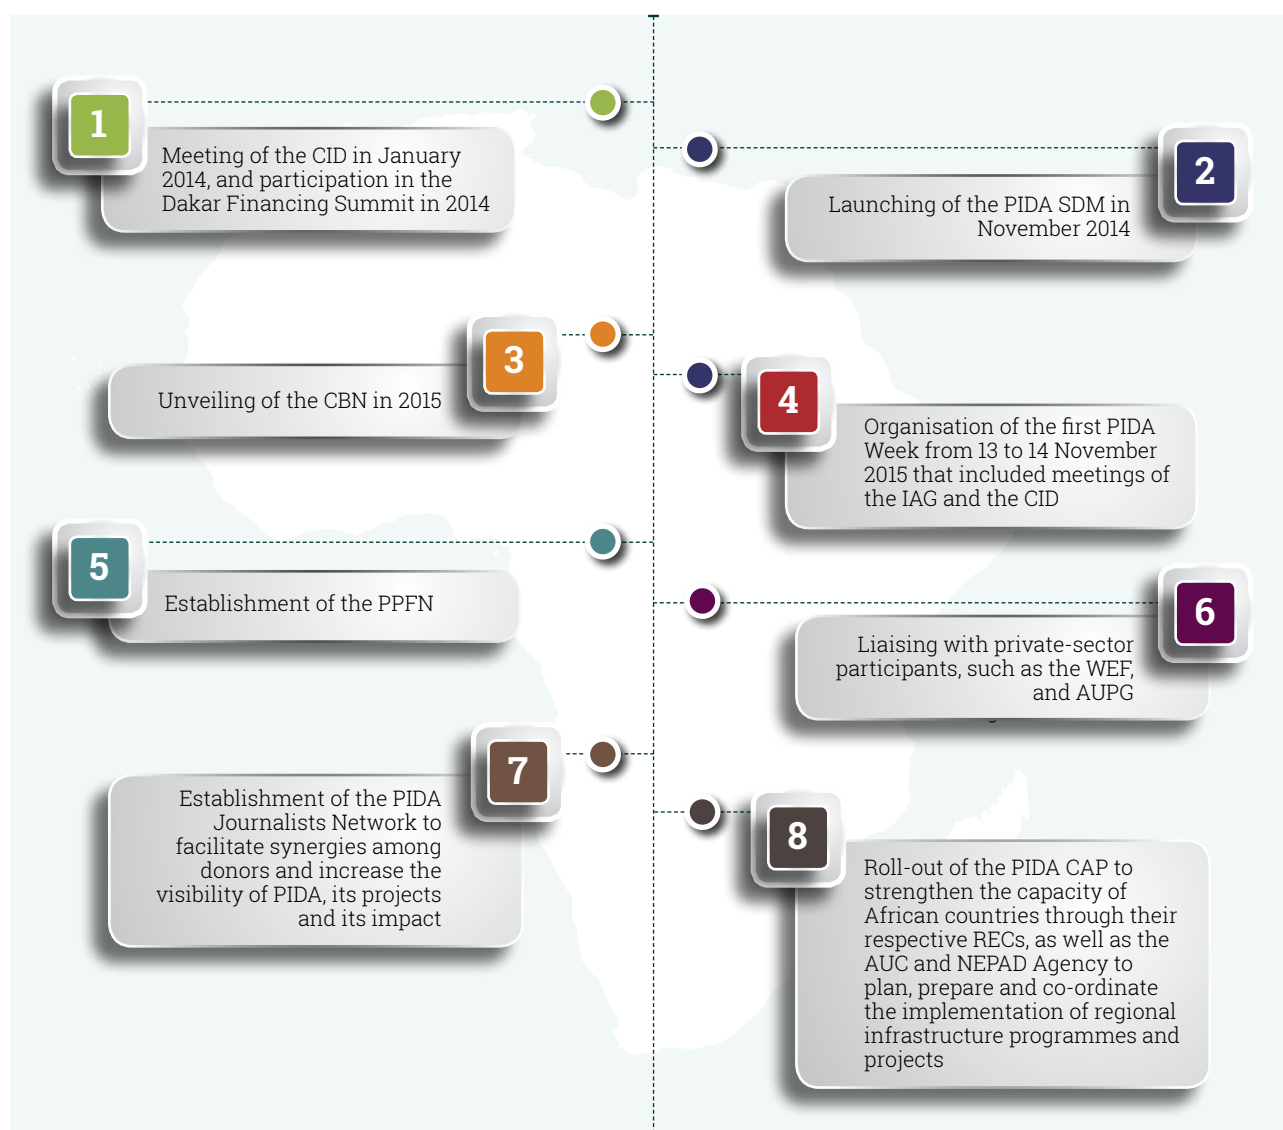 1
Meeting of the CID in January
2014, and participation in the
Dakar Financing Summit in 2014
2
Launching of the PIDA SDM in
November 2014
3
Unveiling of the CBN in 2015
4
Organisation of the first PIDA
Week from 13 to 14 November
2015 that included meetings of
the IAG and the CID
5
Establishment of the PPFN
6
Liaising with private-sector
participants, such as the WEF,
and AUPG
7
Establishment of the PIDA
Journalists Network to
facilitate synergies among
donors and increase the
visibility of PIDA, its projects
and its impact
8
Roll-out of the PIDA CAP to
strengthen the capacity of
African countries through their
respective RECs, as well as the
AUC and NEPAD Agency to
plan, prepare and co-ordinate
the implementation of regional
infrastructure programmes and
projects